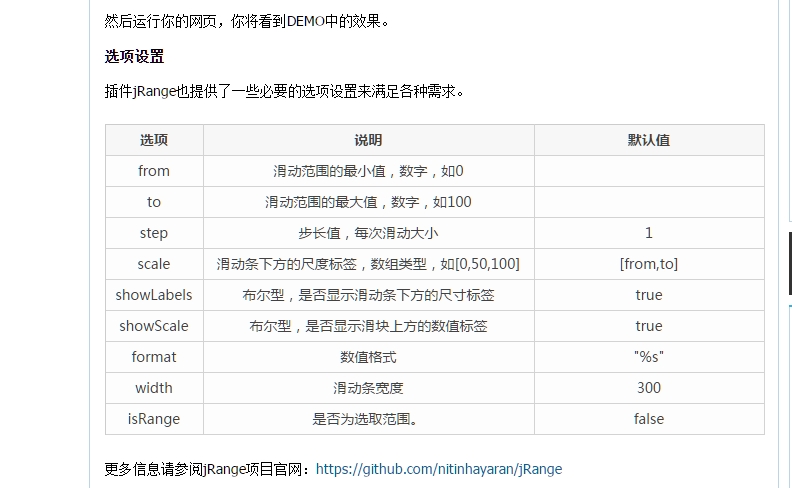 然后运行你的网页，你将看到DEMO中的效果。
选项设置
插件jRange也提供了一些必要的选项设置来满足各种需求。
选项 说明 默认值
from 滑动范围的最小值，数字，如0
to 滑动范围的最大值，数字，如100
step 步长值，每次滑动大小 1
scale 滑动条下方的尺度标签，数组类型，如[0,50,100] [from,to]
showLabels 布尔型，是否显示滑动条下方的尺寸标签 true
showScale 布尔型，是否显示滑块上方的数值标签 true
format 数值格式 "%s"
width 滑动条宽度 300
isRange 是否为选取范围。 false
更多信息请参阅jRange项目官网：https://github.com/nitinhayaran/jRange